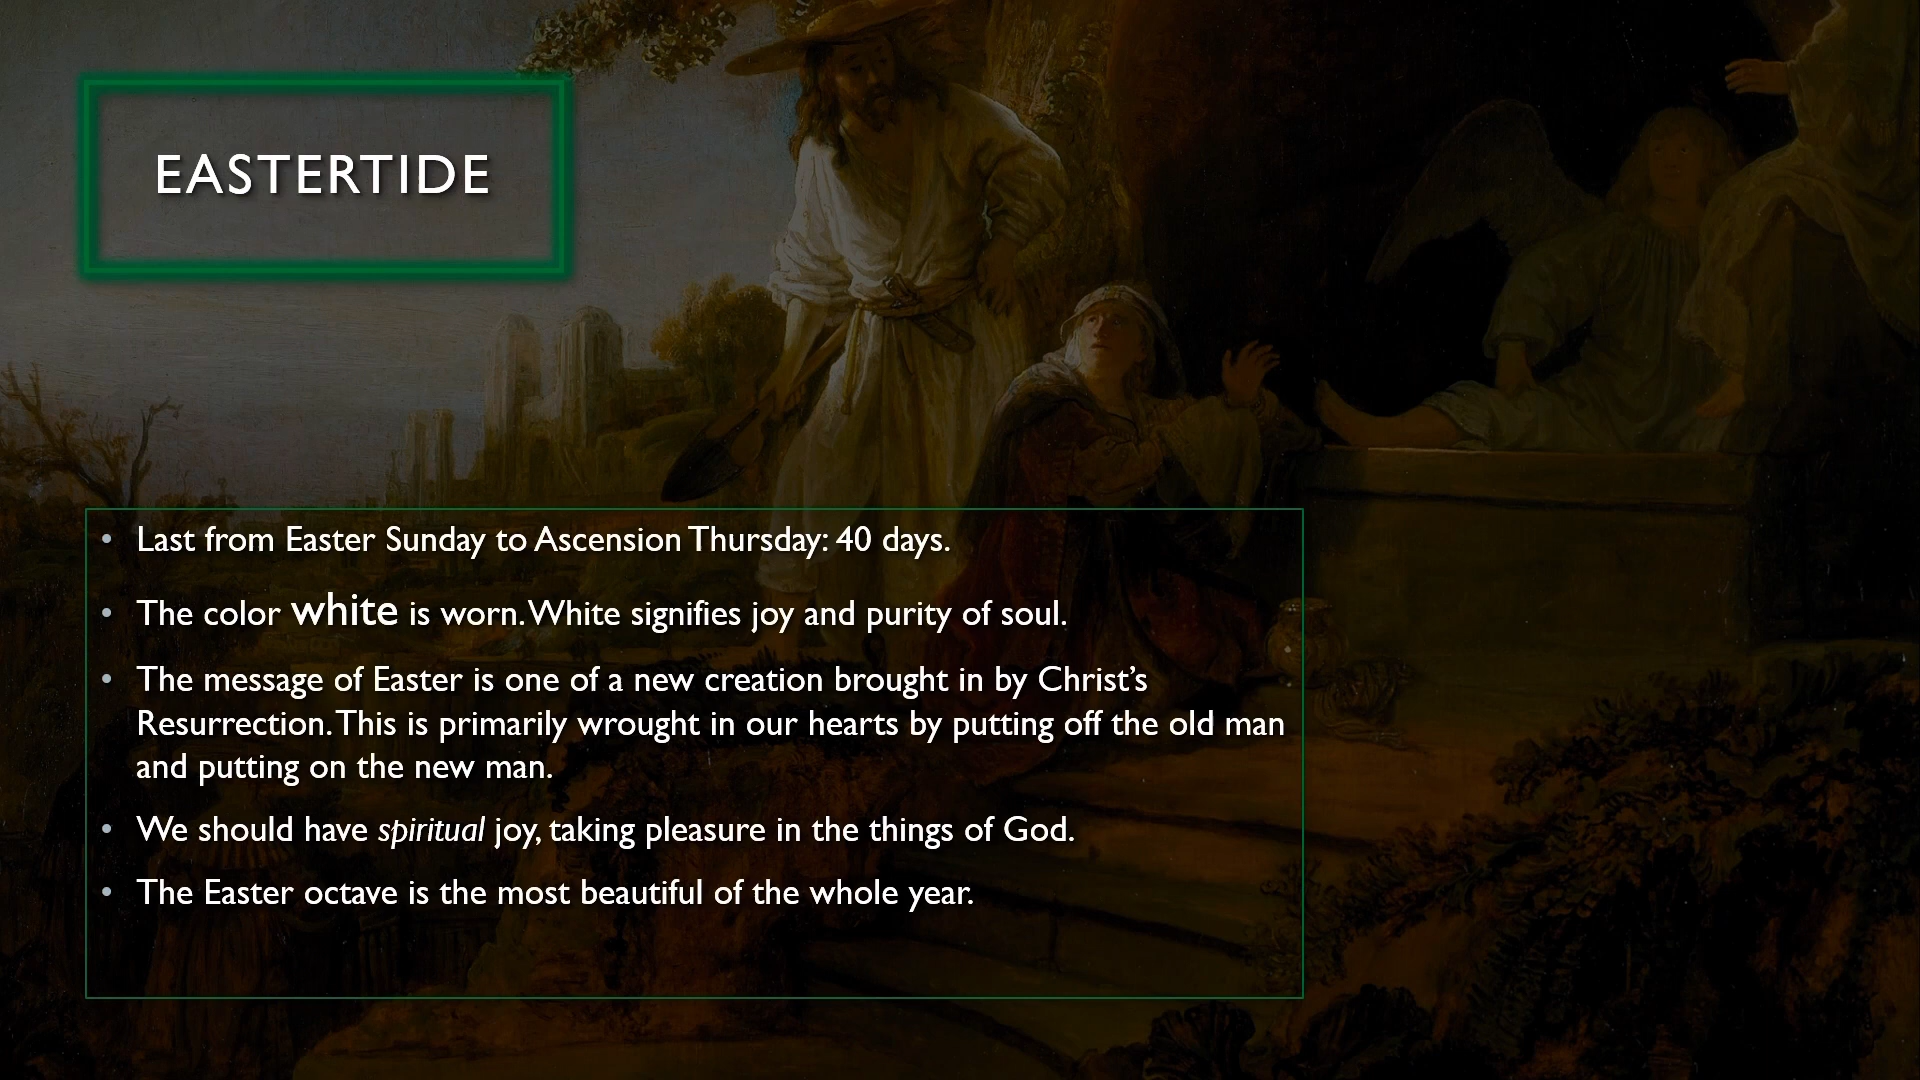 EASTERTIDE
• Last from Easter Sunday to Ascension Thursday: 40 days.
• The color white is worn. White signifies joy and purity of soul.
• The message of Easter is one of a new creation brought in by Christ’s
Resurrection. This is primarily wrought in our hearts by putting off the old man
and putting on the new man.
• We should have spiritual joy, taking pleasure in the things of God.
• The Easter octave is the most beautiful of the whole year.